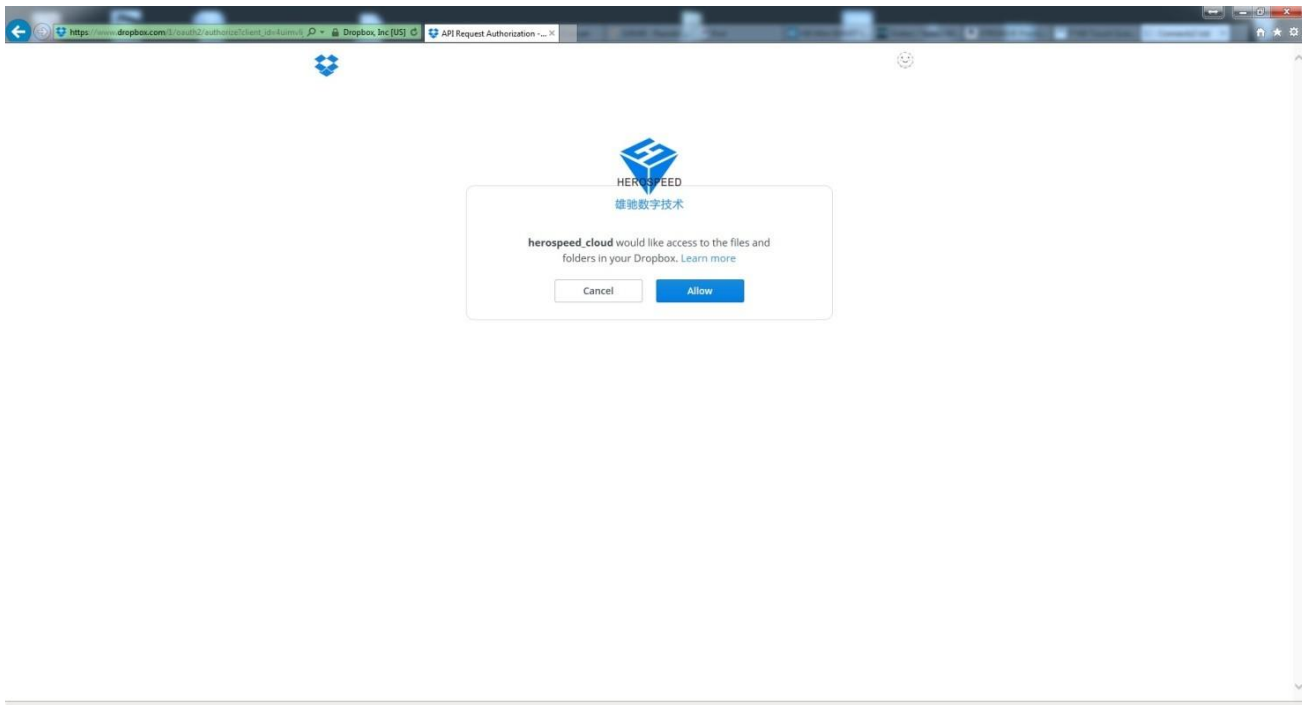 https://www.dropbox.com/1/oauth2/authorize?client_id=
Dropbox, Inc [US]
API Request Authorization -...
HEROSPEED
雄驰数字技术
herospeed_cloud would like access to the files and
folders in your Dropbox. Learn more
Cancel
Allow